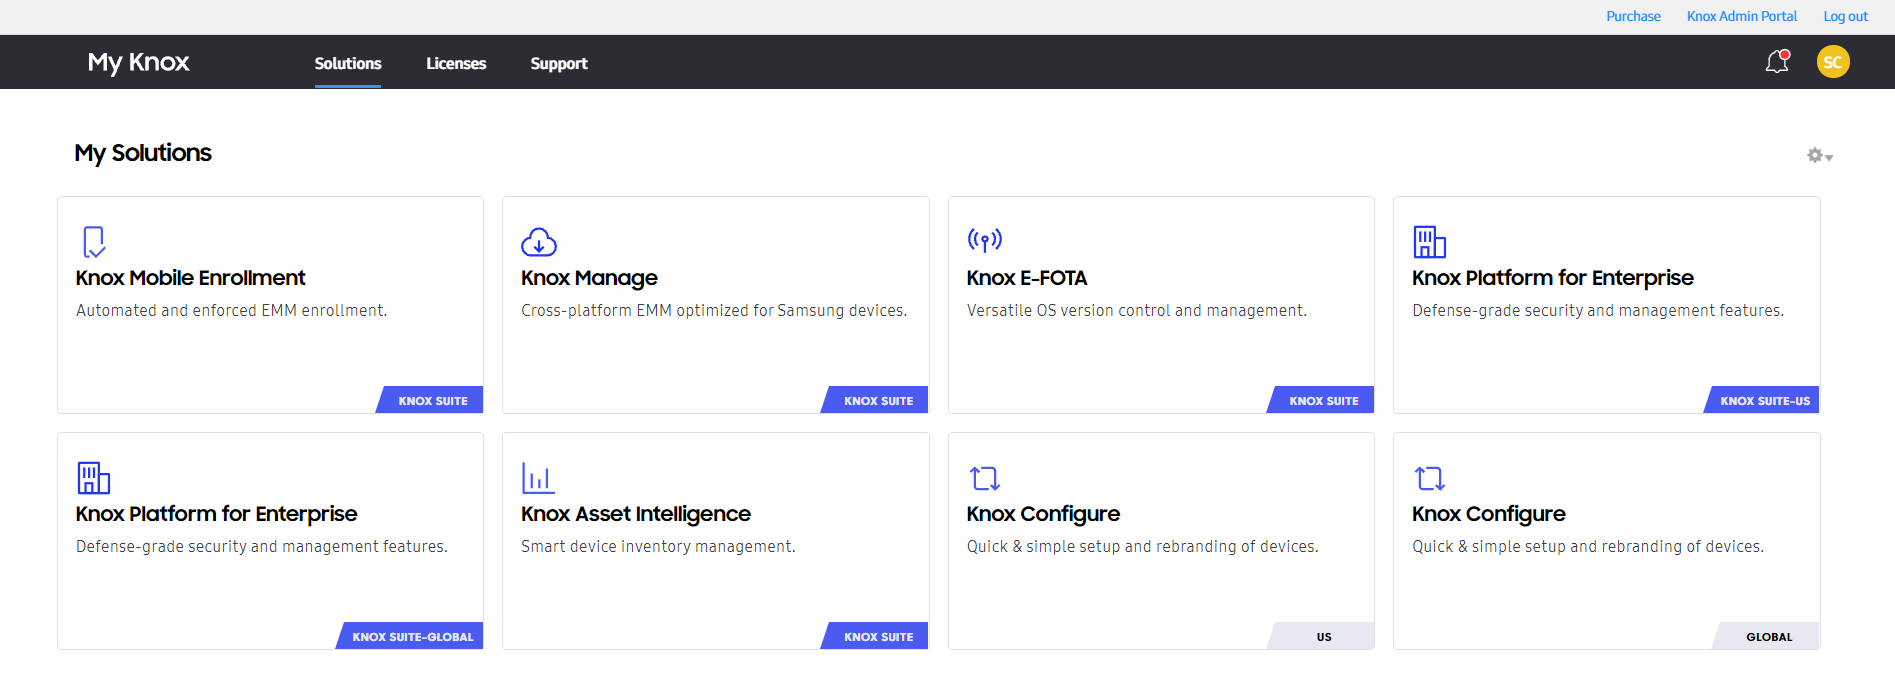 Purchase Knox Admin Portal Log out
My Knox Solutions Licenses Support SC
My Solutions
Knox Mobile Enrollment
Automated and enforced EMM enrollment.
KNOX SUITE
Knox Manage
Cross-platform EMM optimized for Samsung devices.
KNOX SUITE
Knox E-FOTA
Versatile OS version control and management.
KNOX SUITE
Knox Platform for Enterprise
Defense-grade security and management features.
KNOX SUITE-US
Knox Platform for Enterprise
Defense-grade security and management features.
KNOX SUITE-GLOBAL
Knox Asset Intelligence
Smart device inventory management.
KNOX SUITE
Knox Configure
Quick & simple setup and rebranding of devices.
US
Knox Configure
Quick & simple setup and rebranding of devices.
GLOBAL